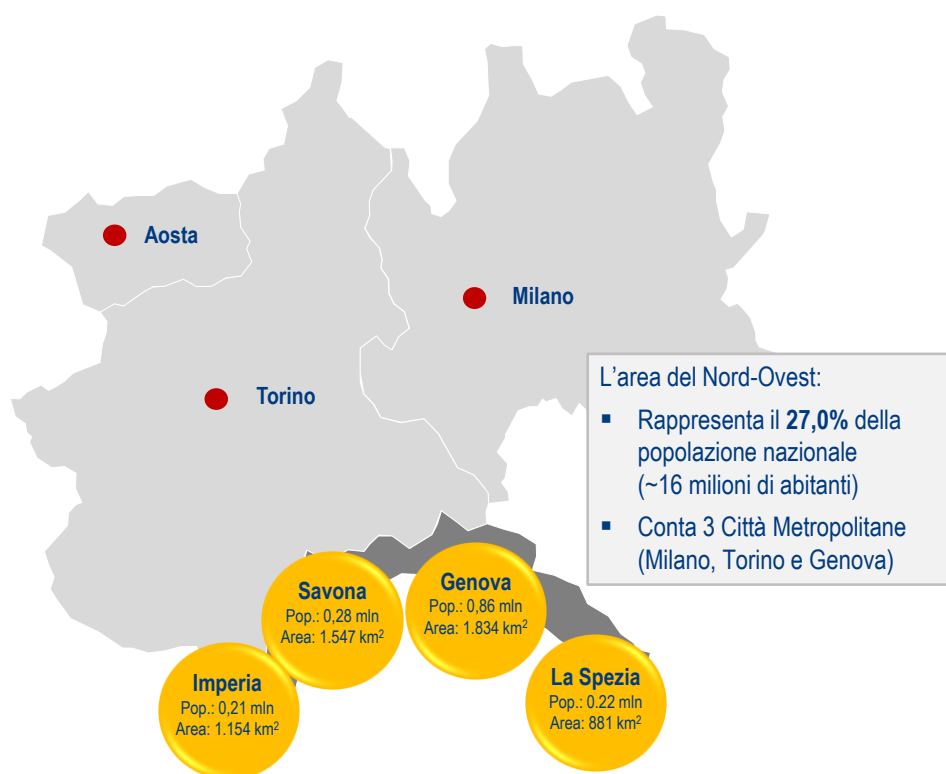 Aosta
Milano
Torino
L'area del Nord-Ovest:
▪ Rappresenta il 27,0% della
popolazione nazionale
(~16 milioni di abitanti)
▪ Conta 3 Città Metropolitane
(Milano, Torino e Genova)
Savona
Pop.: 0,28 mln
Area: 1.547 km²
Genova
Pop.: 0,86 mln
Area: 1.834 km²
Imperia
Pop.: 0,21 mln
Area: 1.154 km²
La Spezia
Pop.: 0.22 mln
Area: 881 km²